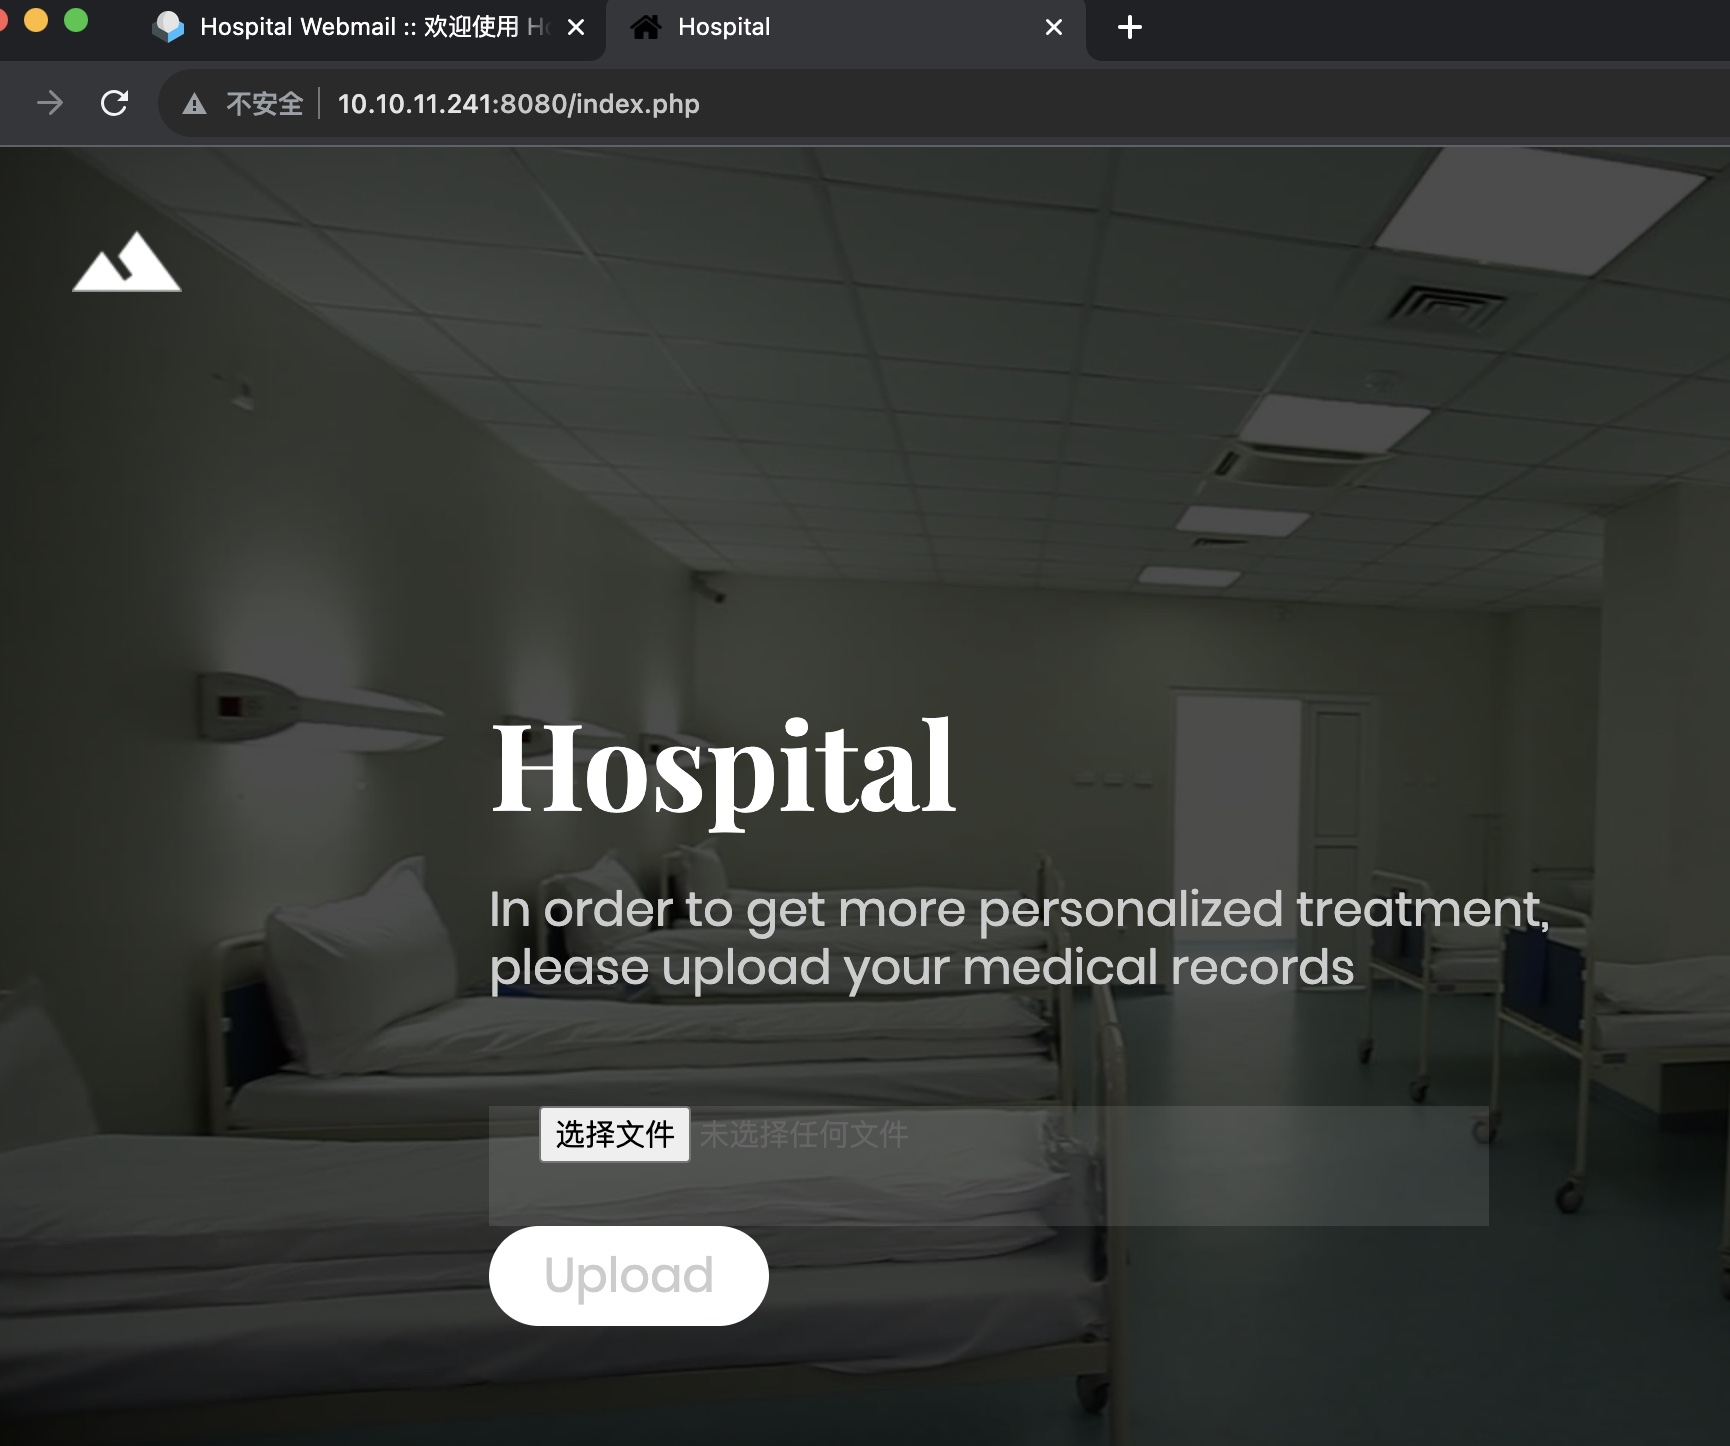 Hospital Webmail :: 欢迎使用 Ho
Hospital
不安全
10.10.11.241:8080/index.php
Hospital
In order to get more personalized treatment,
please upload your medical records
选择文件 未选择任何文件
Upload